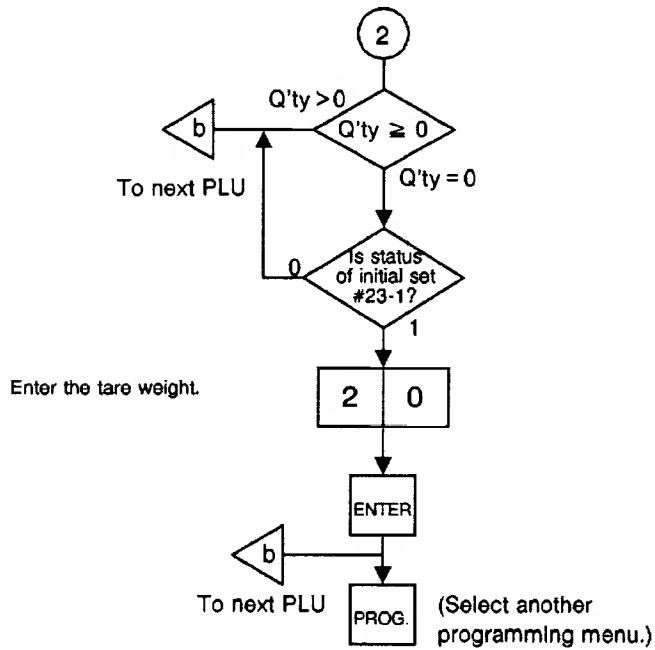 2
Q'ty > 0
b
Q'ty ≧ 0
To next PLU
Q'ty = 0
Is status
of initial set
#23-1?
0
1
Enter the tare weight.
2 0
ENTER
b
To next PLU
PROG.
(Select another
programming menu.)